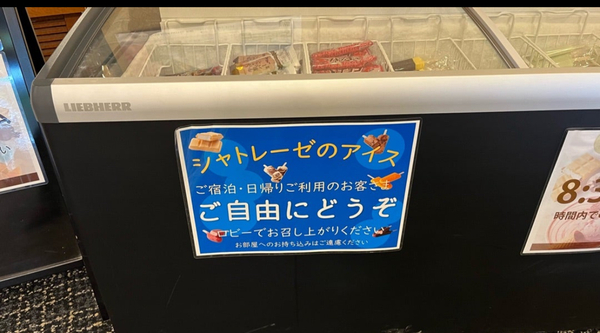 LIEBHERR
シャトレーゼのアイス
ご宿泊・日帰りご利用のお客さま
ご自由にどうぞ
ロビーでお召し上がりください
お部屋へのお持ち込みはご遠慮ください
い
8:3
時間内で